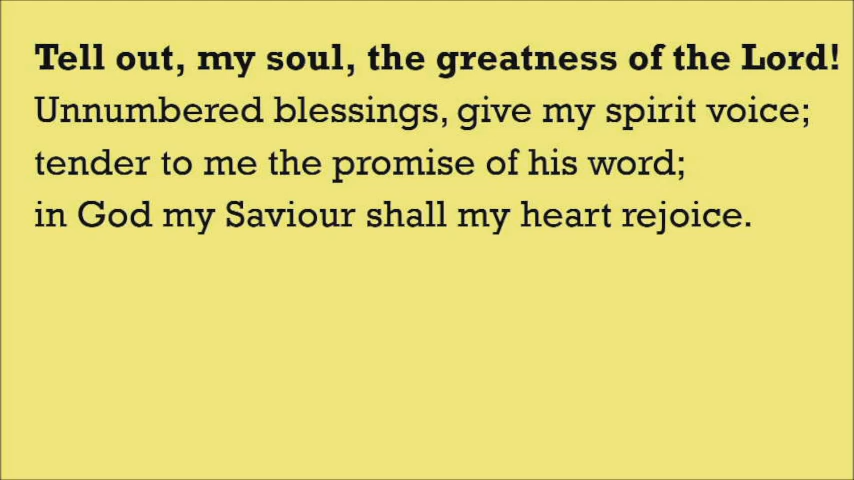 Tell out, my soul, the greatness of the Lord!
Unnumbered blessings, give my spirit voice;
tender to me the promise of his word;
in God my Saviour shall my heart rejoice.